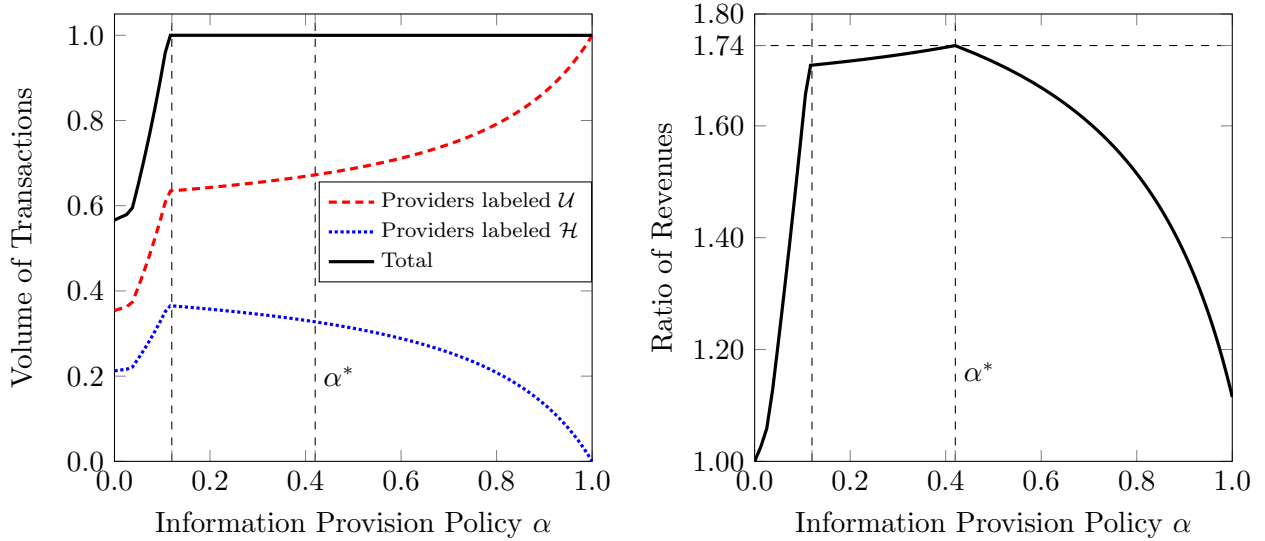 Volume of Transactions
1.0
0.8
0.6
0.4
0.2
0.0
0.0 0.2 0.4 0.6 0.8 1.0
Information Provision Policy α
Providers labeled 𝒰
Providers labeled ℋ
Total
α*
Ratio of Revenues
1.80
1.74
1.60
1.40
1.20
1.00
0.0 0.2 0.4 0.6 0.8 1.0
Information Provision Policy α
α*